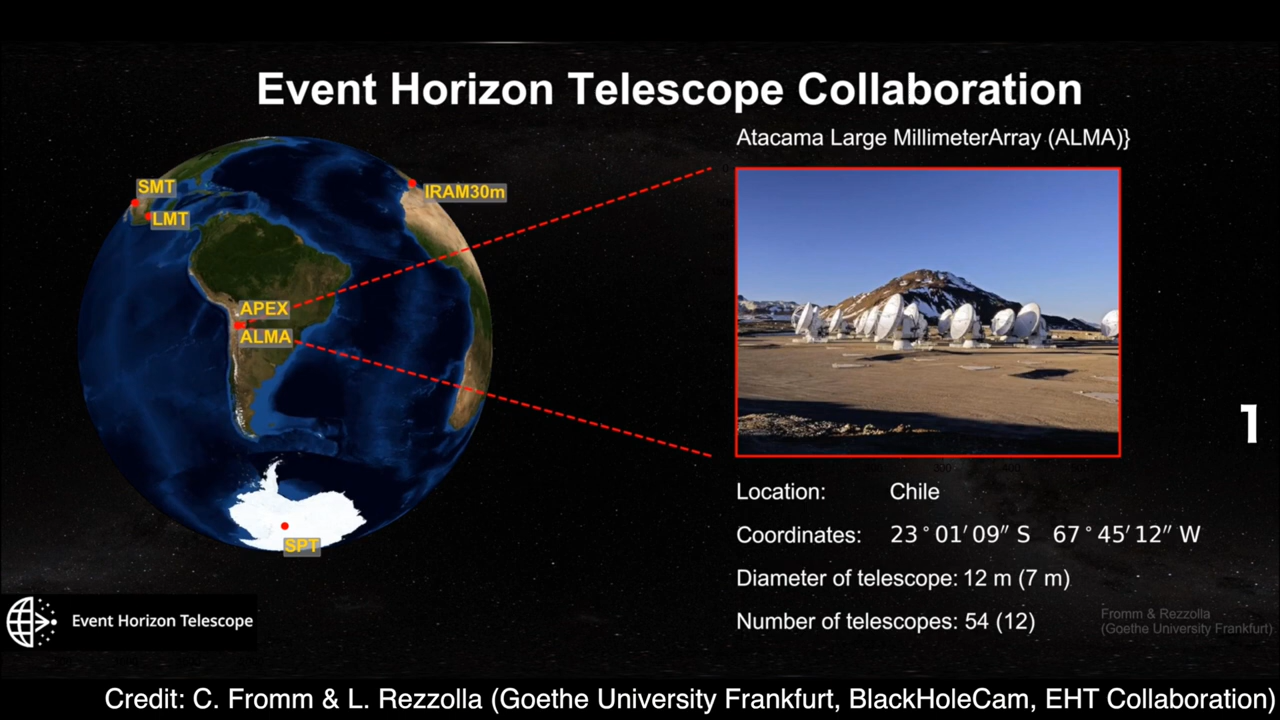 Event Horizon Telescope Collaboration
Atacama Large MillimeterArray (ALMA)}
SMT
LMT
IRAM30m
APEX
ALMA
SPT
1
Location: Chile
Coordinates: 23°01′09″ S 67°45′12″ W
Diameter of telescope: 12 m (7 m)
Number of telescopes: 54 (12)
Event Horizon Telescope
Fromm & Rezzolla
(Goethe University Frankfurt)
Credit: C. Fromm & L. Rezzolla (Goethe University Frankfurt, BlackHoleCam, EHT Collaboration)